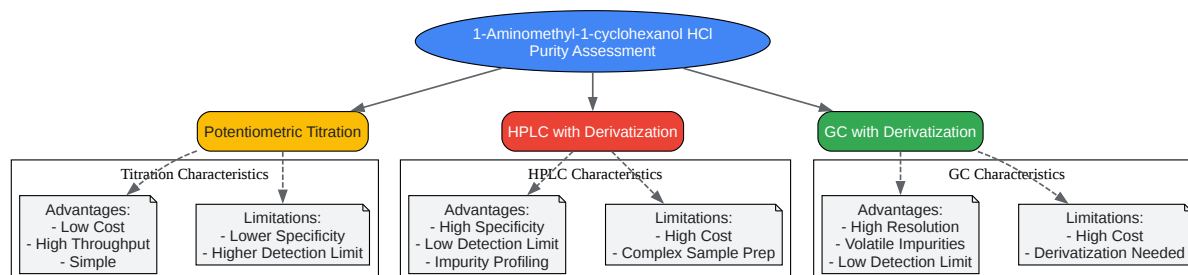 1-Aminomethyl-1-cyclohexanol HCl
Purity Assessment
Potentiometric Titration
HPLC with Derivatization
GC with Derivatization
Titration Characteristics
HPLC Characteristics
GC Characteristics
Advantages:
- Low Cost
- High Throughput
- Simple
Limitations:
- Lower Specificity
- Higher Detection Limit
Advantages:
- High Specificity
- Low Detection Limit
- Impurity Profiling
Limitations:
- High Cost
- Complex Sample Prep
Advantages:
- High Resolution
- Volatile Impurities
- Low Detection Limit
Limitations:
- High Cost
- Derivatization Needed